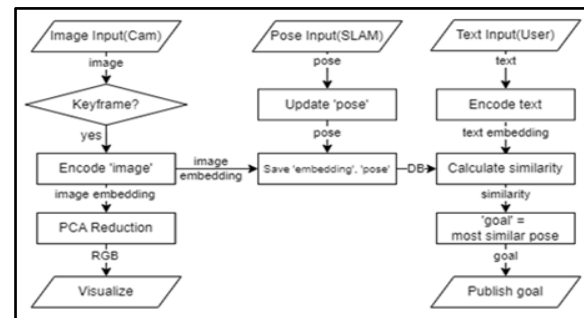 Image Input(Cam)
Pose Input(SLAM)
Text Input(User)
image
pose
text
Keyframe?
Update 'pose'
Encode text
yes
pose
text embedding
Encode 'image'
image
embedding
Save 'embedding', 'pose'
DB
Calculate similarity
image embedding
similarity
PCA Reduction
'goal' =
most similar pose
RGB
goal
Visualize
Publish goal